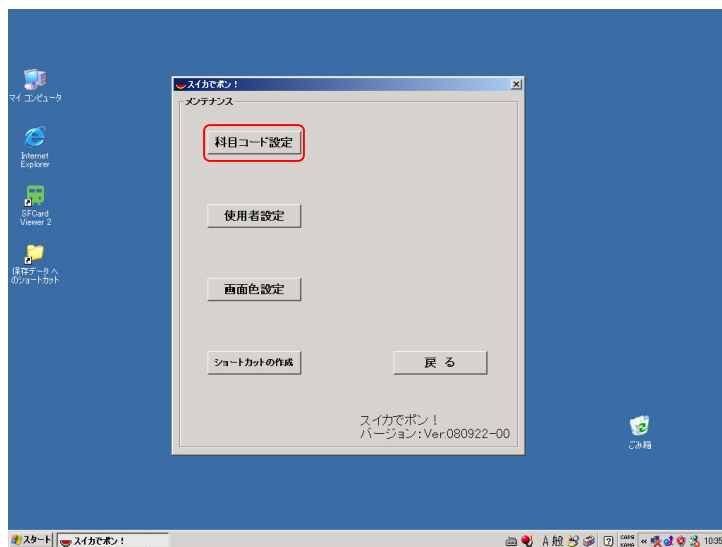 マイ コンピュータ
Internet
Explorer
SFCard
Viewer 2
保存データ へ
のショートカット
スイカでポン！
メンテナンス
科目コード設定
使用者設定
画面色設定
ショートカットの作成
戻 る
スイカでポン！
バージョン：Ver.080922-00
ごみ箱
スタート
スイカでポン！
A 般
CAPS
KANA
10:35